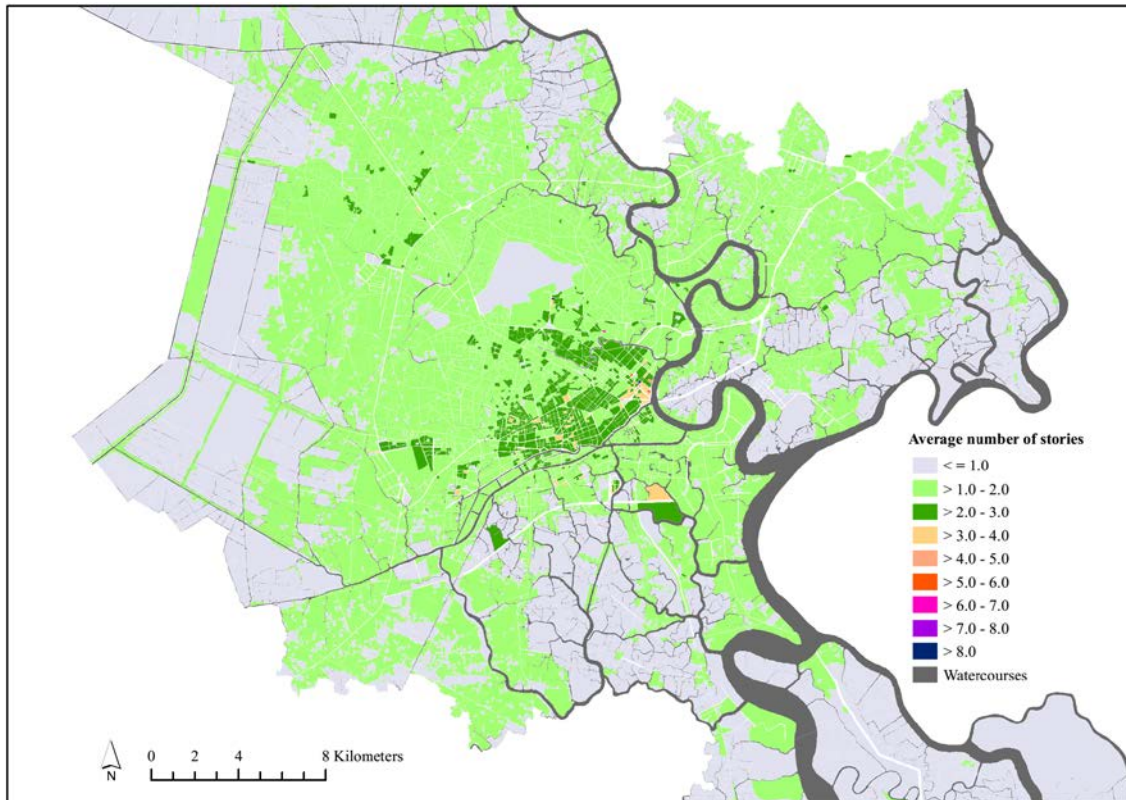 Average number of stories
< = 1.0
> 1.0 - 2.0
> 2.0 - 3.0
> 3.0 - 4.0
> 4.0 - 5.0
> 5.0 - 6.0
> 6.0 - 7.0
> 7.0 - 8.0
> 8.0
Watercourses
N
0 2 4 8 Kilometers